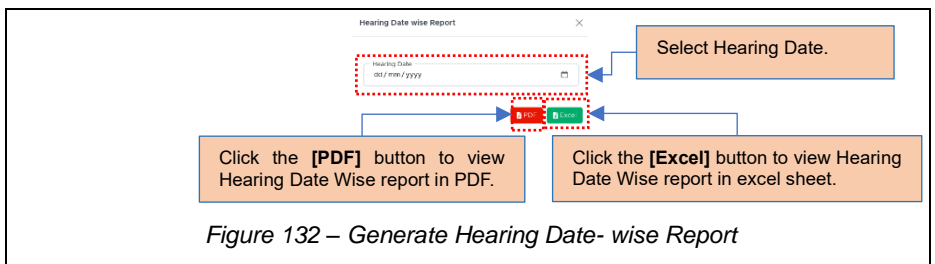 Hearing Date wise Report
Select Hearing Date.
Hearing Date
dd/mm/yyyy
PDF
Excel
Click the [PDF] button to view
Hearing Date Wise report in PDF.
Click the [Excel] button to view Hearing
Date Wise report in excel sheet.
Figure 132 – Generate Hearing Date- wise Report